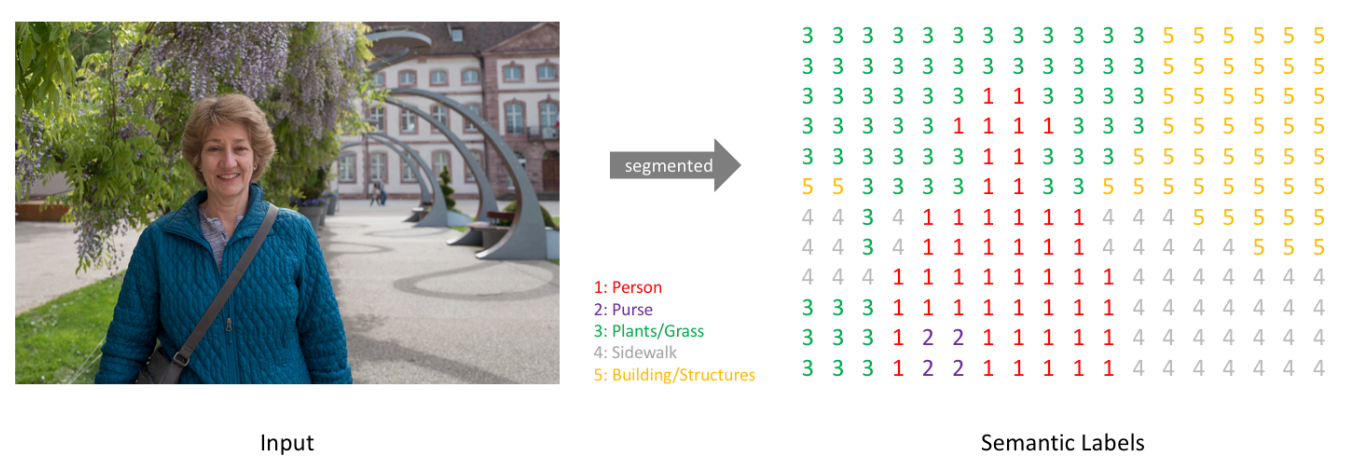 3 3 3 3 3 3 3 3 3 3 3 3 5 5 5 5 5 5
3 3 3 3 3 3 3 3 3 3 3 3 5 5 5 5 5 5
3 3 3 3 3 3 1 1 3 3 3 3 5 5 5 5 5 5
3 3 3 3 3 1 1 1 1 3 3 3 5 5 5 5 5 5
3 3 3 3 3 3 1 1 3 3 3 5 5 5 5 5 5 5
5 5 3 3 3 3 1 1 3 3 5 5 5 5 5 5 5 5
4 4 3 4 1 1 1 1 1 1 4 4 4 5 5 5 5 5
4 4 3 4 1 1 1 1 1 1 4 4 4 4 4 5 5 5
4 4 4 1 1 1 1 1 1 1 1 4 4 4 4 4 4 4
3 3 3 1 1 1 1 1 1 1 1 4 4 4 4 4 4 4
3 3 3 1 2 2 1 1 1 1 1 4 4 4 4 4 4 4
3 3 3 1 2 2 1 1 1 1 1 4 4 4 4 4 4 4
segmented
1: Person
2: Purse
3: Plants/Grass
4: Sidewalk
5: Building/Structures
Input
Semantic Labels